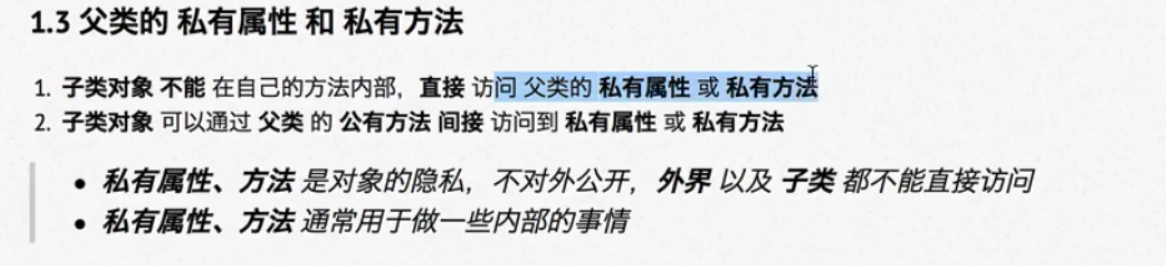 1.3 父类的 私有属性 和 私有方法
1. 子类对象 不能 在自己的方法内部，直接 访问 父类的 私有属性 或 私有方法
2. 子类对象 可以通过 父类 的 公有方法 间接 访问到 私有属性 或 私有方法
• 私有属性、方法 是对象的隐私，不对外公开，外界 以及 子类 都不能直接访问
• 私有属性、方法 通常用于做一些内部的事情